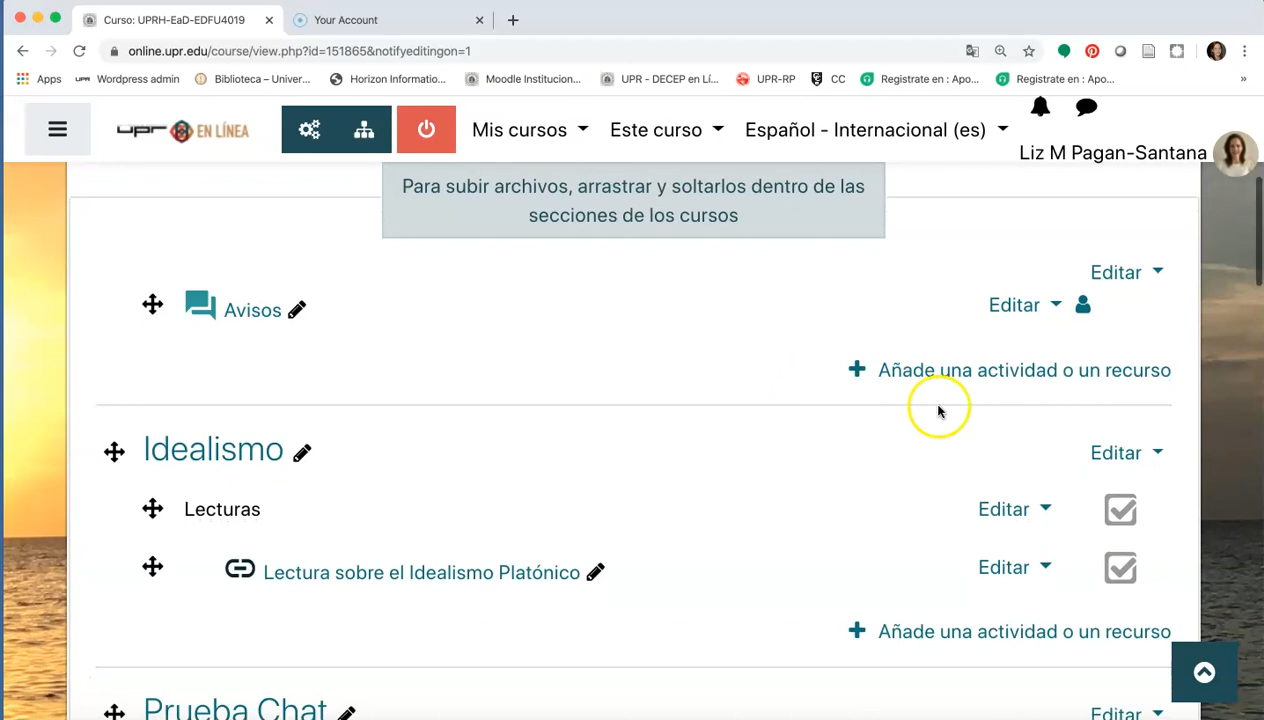 Curso: UPRH-EaD-EDFU4019
Your Account
online.upr.edu/course/view.php?id=151865&notifyeditingon=1
Apps
UPR Wordpress admin
Biblioteca – Univer...
Horizon Informatio...
Moodle Institucion...
UPR - DECEP en Lí...
UPR-RP
CC
Registrate en : Apo...
Registrate en : Apo...
»
upr EN LÍNEA
Mis cursos
Este curso
Español - Internacional (es)
Liz M Pagan-Santana
Para subir archivos, arrastrar y soltarlos dentro de las
secciones de los cursos
Editar
Avisos
Editar
Añade una actividad o un recurso
Idealismo
Editar
Lecturas
Editar
Lectura sobre el Idealismo Platónico
Editar
Añade una actividad o un recurso
Prueba Chat
Editar